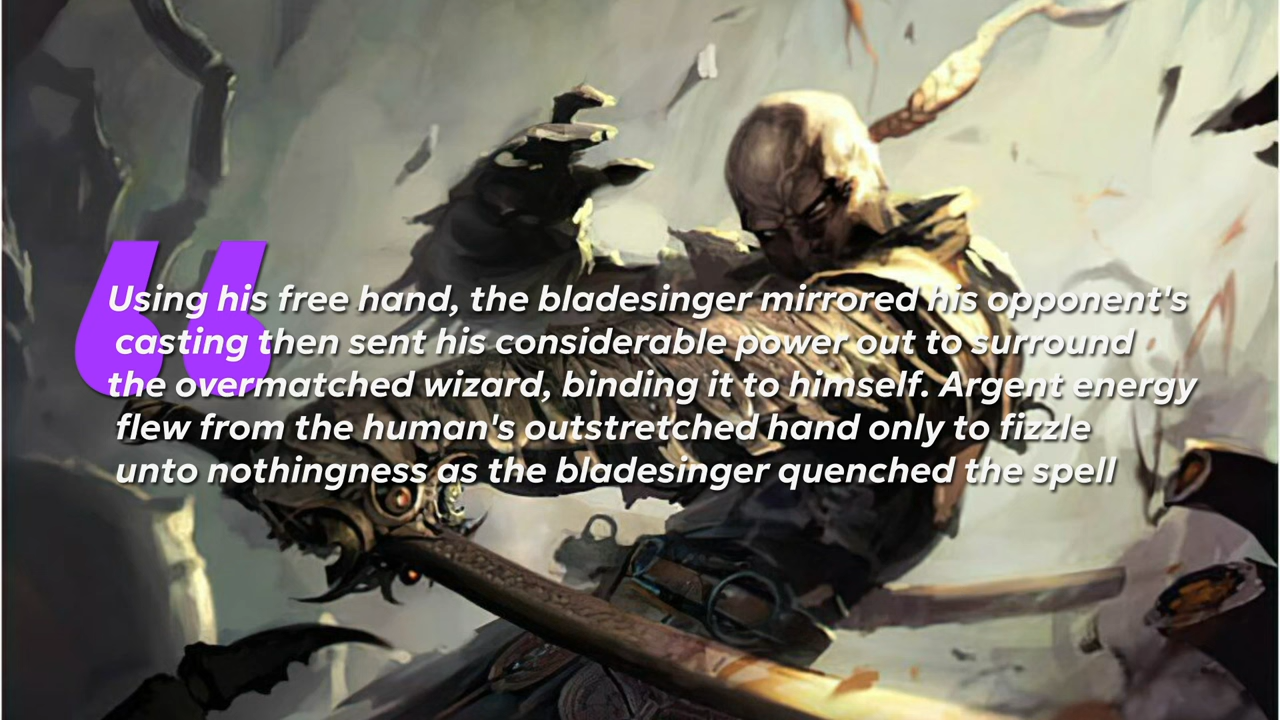 “
Using his free hand, the bladesinger mirrored his opponent's
casting then sent his considerable power out to surround
the overmatched wizard, binding it to himself. Argent energy
flew from the human's outstretched hand only to fizzle
unto nothingness as the bladesinger quenched the spell